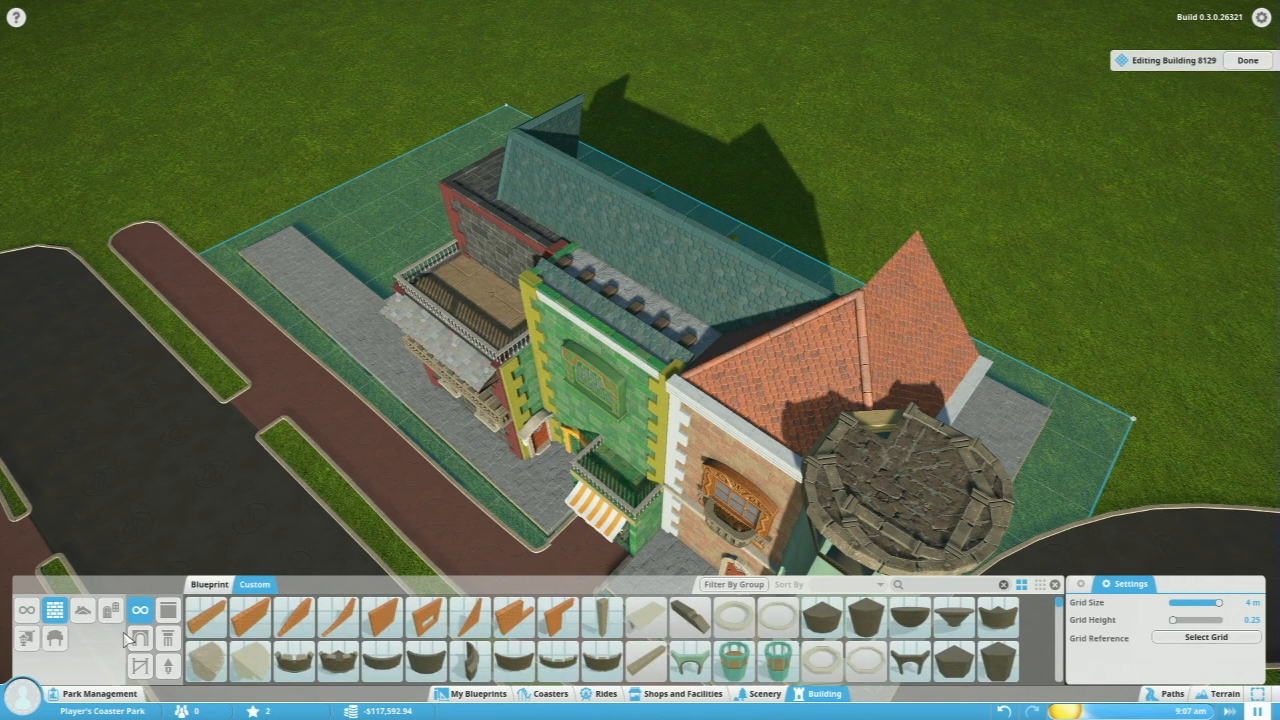 ?
Build 0.3.0.26321
Editing Building 8129 Done
Blueprint Custom Filter By Group Sort By Settings
Grid Size 4 m
Grid Height 0.25
Grid Reference Select Grid
Park Management My Blueprints Coasters Rides Shops and Facilities Scenery Building Paths Terrain
Player's Coaster Park 0 2 -$117,592.94 9:07 am